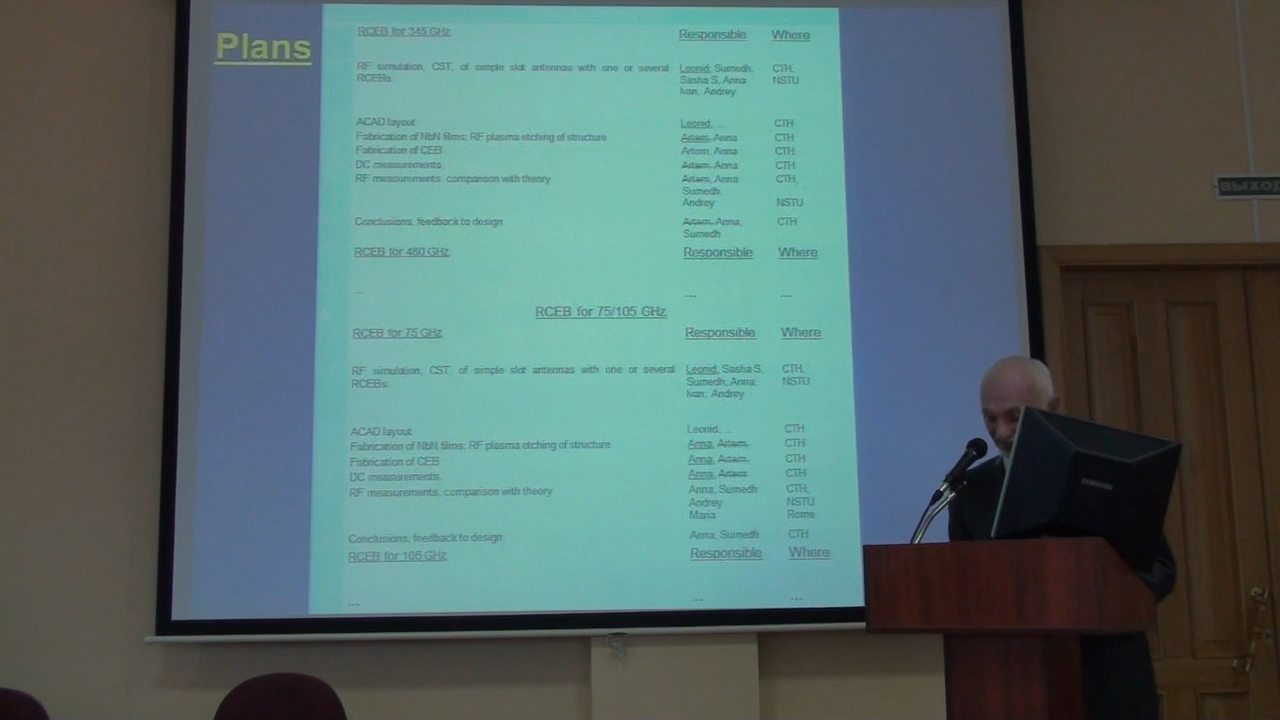 Plans
RCEB for 345 GHz Responsible Where
RF simulation, CST, of simple slot antennas with one or several Leonid, Sumedh, CTH,
RCEBs. Sasha S, Anna NSTU
Ivan, Andrey
ACAD layout Leonid, ... CTH
Fabrication of NbN films; RF plasma etching of structure Artem, Anna CTH
Fabrication of CEB Artem, Anna CTH
DC measurements, Artem, Anna CTH
RF measurements, comparison with theory Artem, Anna CTH,
Sumedh,
Andrey NSTU
Conclusions, feedback to design Artem, Anna, CTH
Sumedh
RCEB for 480 GHz Responsible Where
... --- ---
RCEB for 75/105 GHz
RCEB for 75 GHz Responsible Where
RF simulation, CST, of simple slot antennas with one or several Leonid, Sasha S, CTH,
RCEBs. Sumedh, Anna, NSTU
Ivan, Andrey
ACAD layout Leonid, ... CTH
Fabrication of NbN films; RF plasma etching of structure Anna, Artem, CTH
Fabrication of CEB Anna, Artem, CTH
DC measurements, Anna, Artem CTH
RF measurements, comparison with theory Anna, Sumedh CTH,
Andrey NSTU
Maria Rome
Conclusions, feedback to design Anna, Sumedh CTH
RCEB for 105 GHz Responsible Where
--- --- ---
ВЫХОД
SAMSUNG